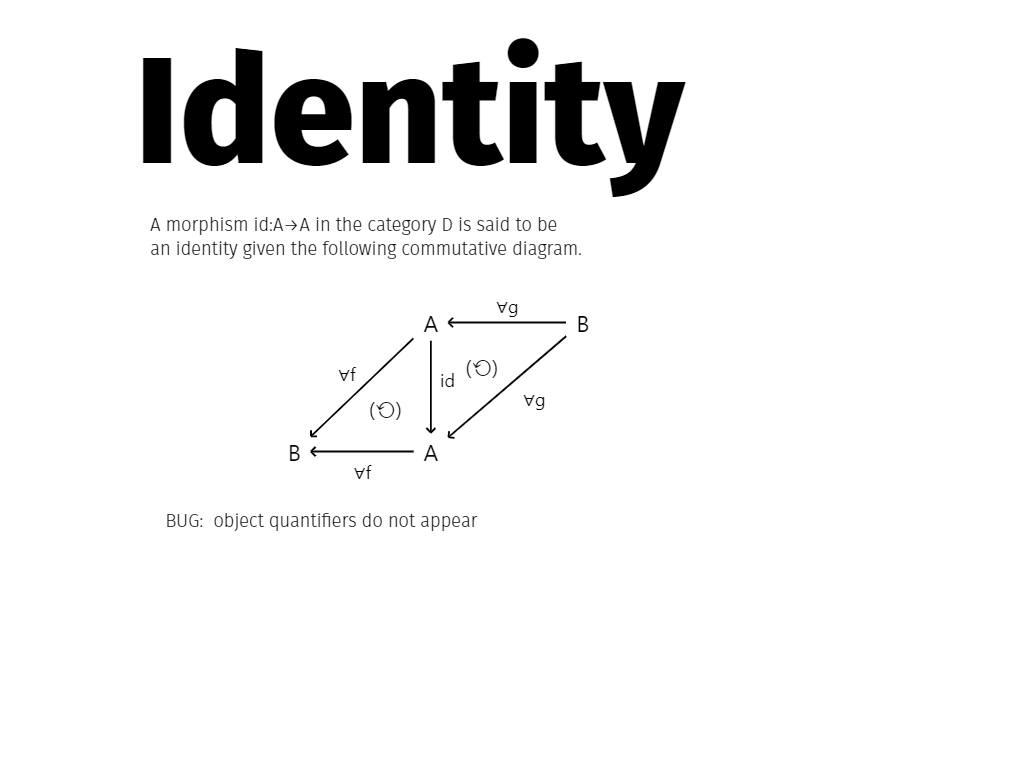 Identity
A morphism id:A→A in the category D is said to be
an identity given the following commutative diagram.
∀g
A
B
∀f
id
(↺)
∀g
(↺)
B
A
∀f
BUG: object quantifiers do not appear